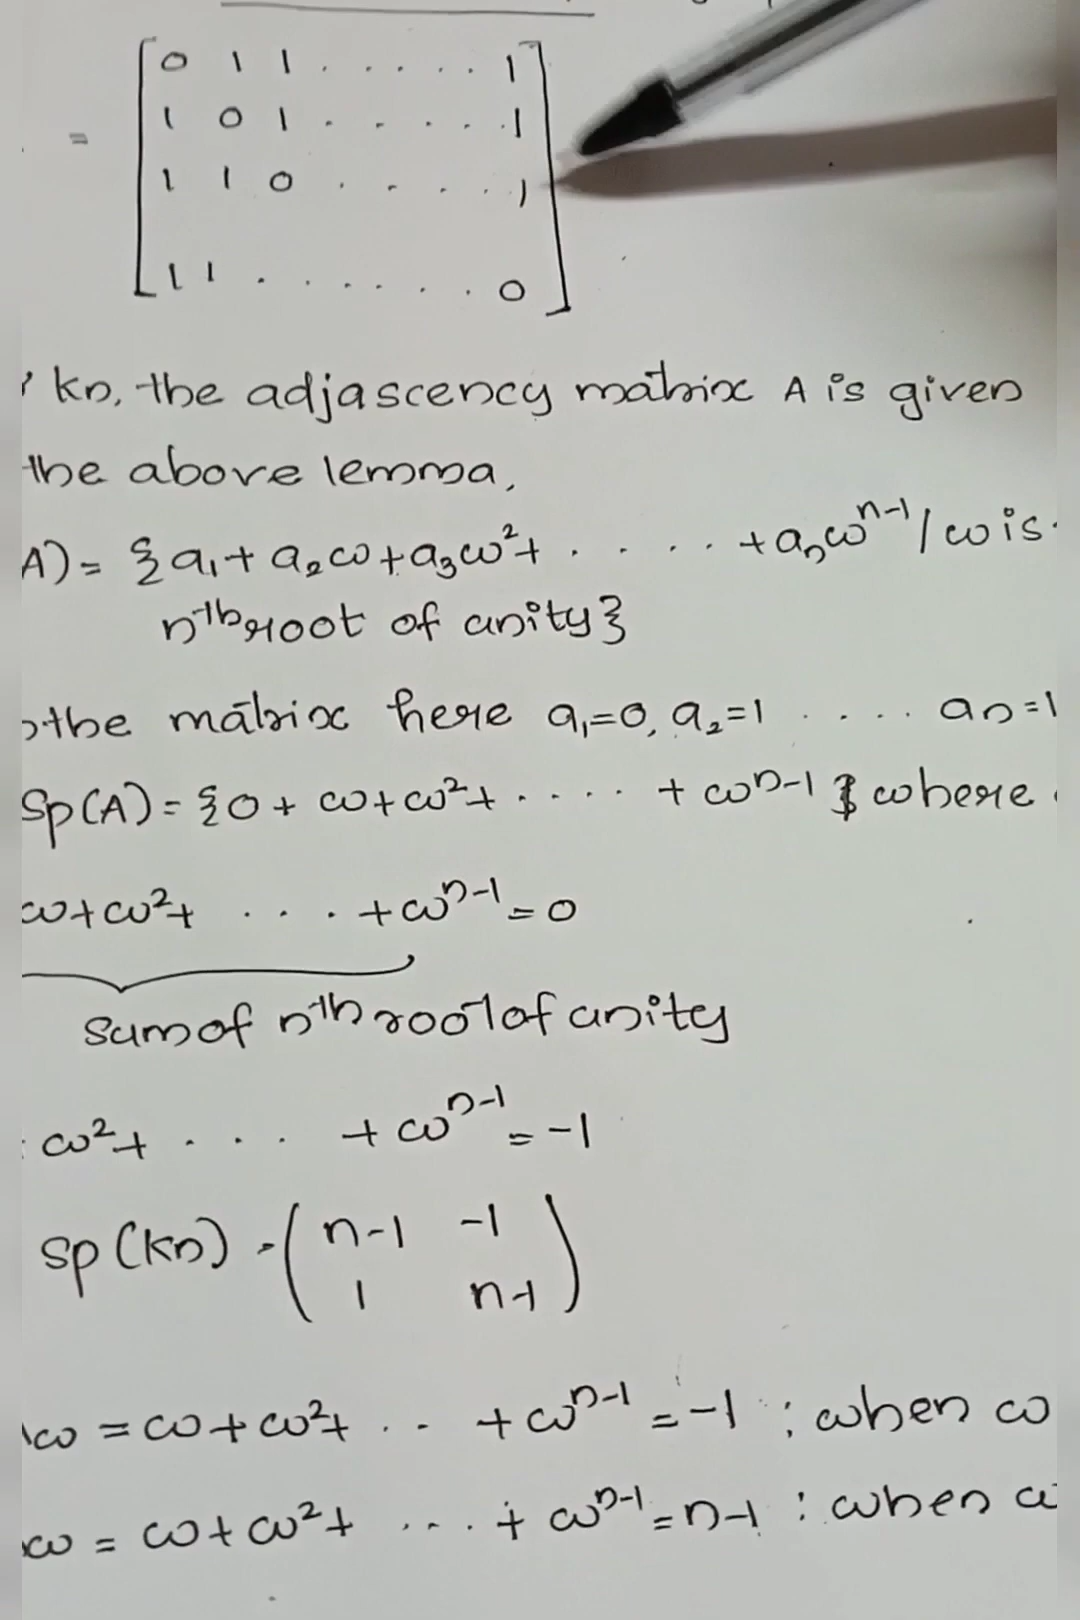 0 1 1 . . . . . 1
= 1 0 1 . . . . . 1
1 1 0 . . . . . 1
1 1 . . . . . . . 0
kn, the adjascency matrix A is given
the above lemma,
A) = {a₁ + a₂ω + a₃ω² + . . . . . + aₙωⁿ⁻¹ / ω is
nth root of unity}
the matrix here a₁=0, a₂=1 . . . . an=1
Sp(A) = {0 + ω + ω² + . . . . + ωⁿ⁻¹ } where
ω + ω² + . . . . + ωⁿ⁻¹ = 0
sum of nth root of unity
ω² + . . . + ωⁿ⁻¹ = -1
Sp (kn) = ( n-1 -1
1 n-1 )
ω = ω + ω² + . . + ωⁿ⁻¹ = -1 : when ω
ω = ω + ω² + . . . + ωⁿ⁻¹ = n-1 : when ω